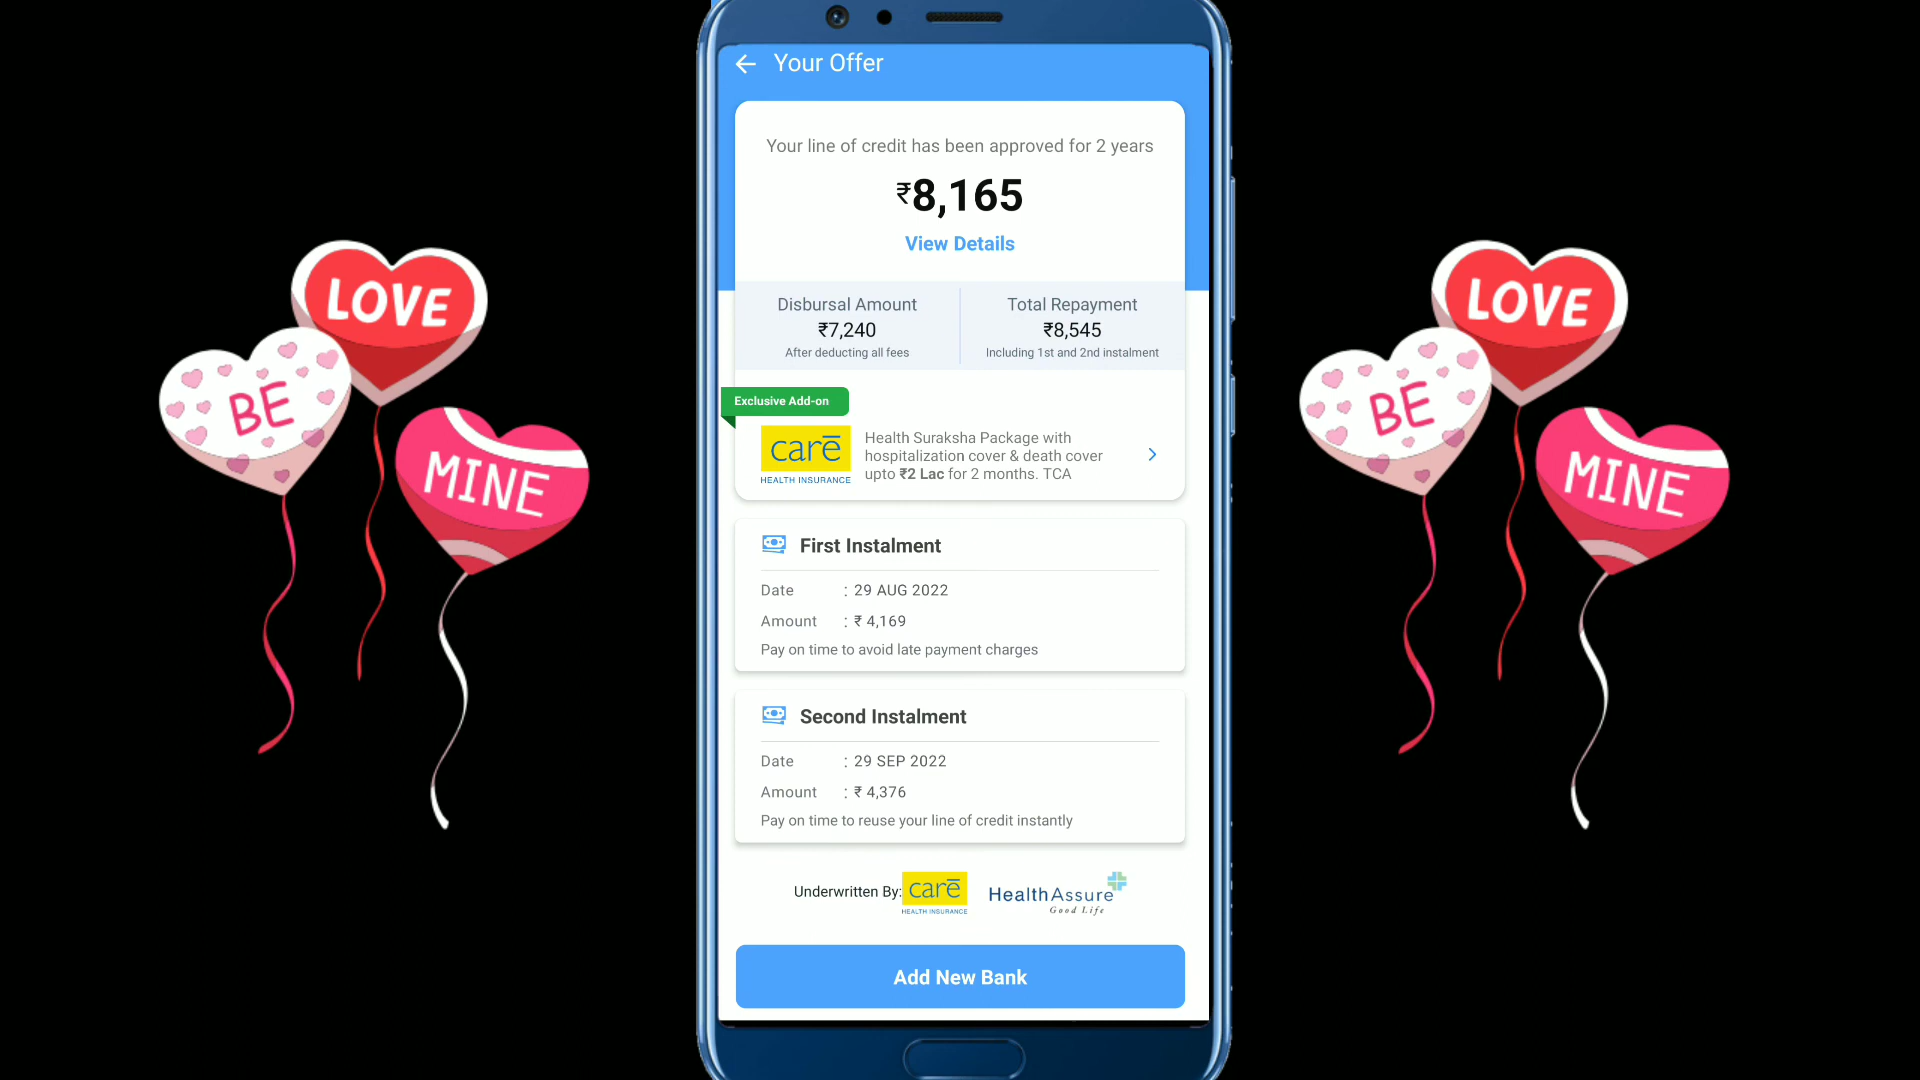 Your Offer
Your line of credit has been approved for 2 years
₹8,165
View Details
Disbursal Amount
₹7,240
After deducting all fees
Total Repayment
₹8,545
Including 1st and 2nd instalment
Exclusive Add-on
carē
HEALTH INSURANCE
Health Suraksha Package with
hospitalization cover & death cover
upto ₹2 Lac for 2 months. TCA
First Instalment
Date : 29 AUG 2022
Amount : ₹ 4,169
Pay on time to avoid late payment charges
Second Instalment
Date : 29 SEP 2022
Amount : ₹ 4,376
Pay on time to reuse your line of credit instantly
Underwritten By:
carē
HEALTH INSURANCE
HealthAssure
Good Life
Add New Bank
LOVE
BE
MINE
LOVE
BE
MINE